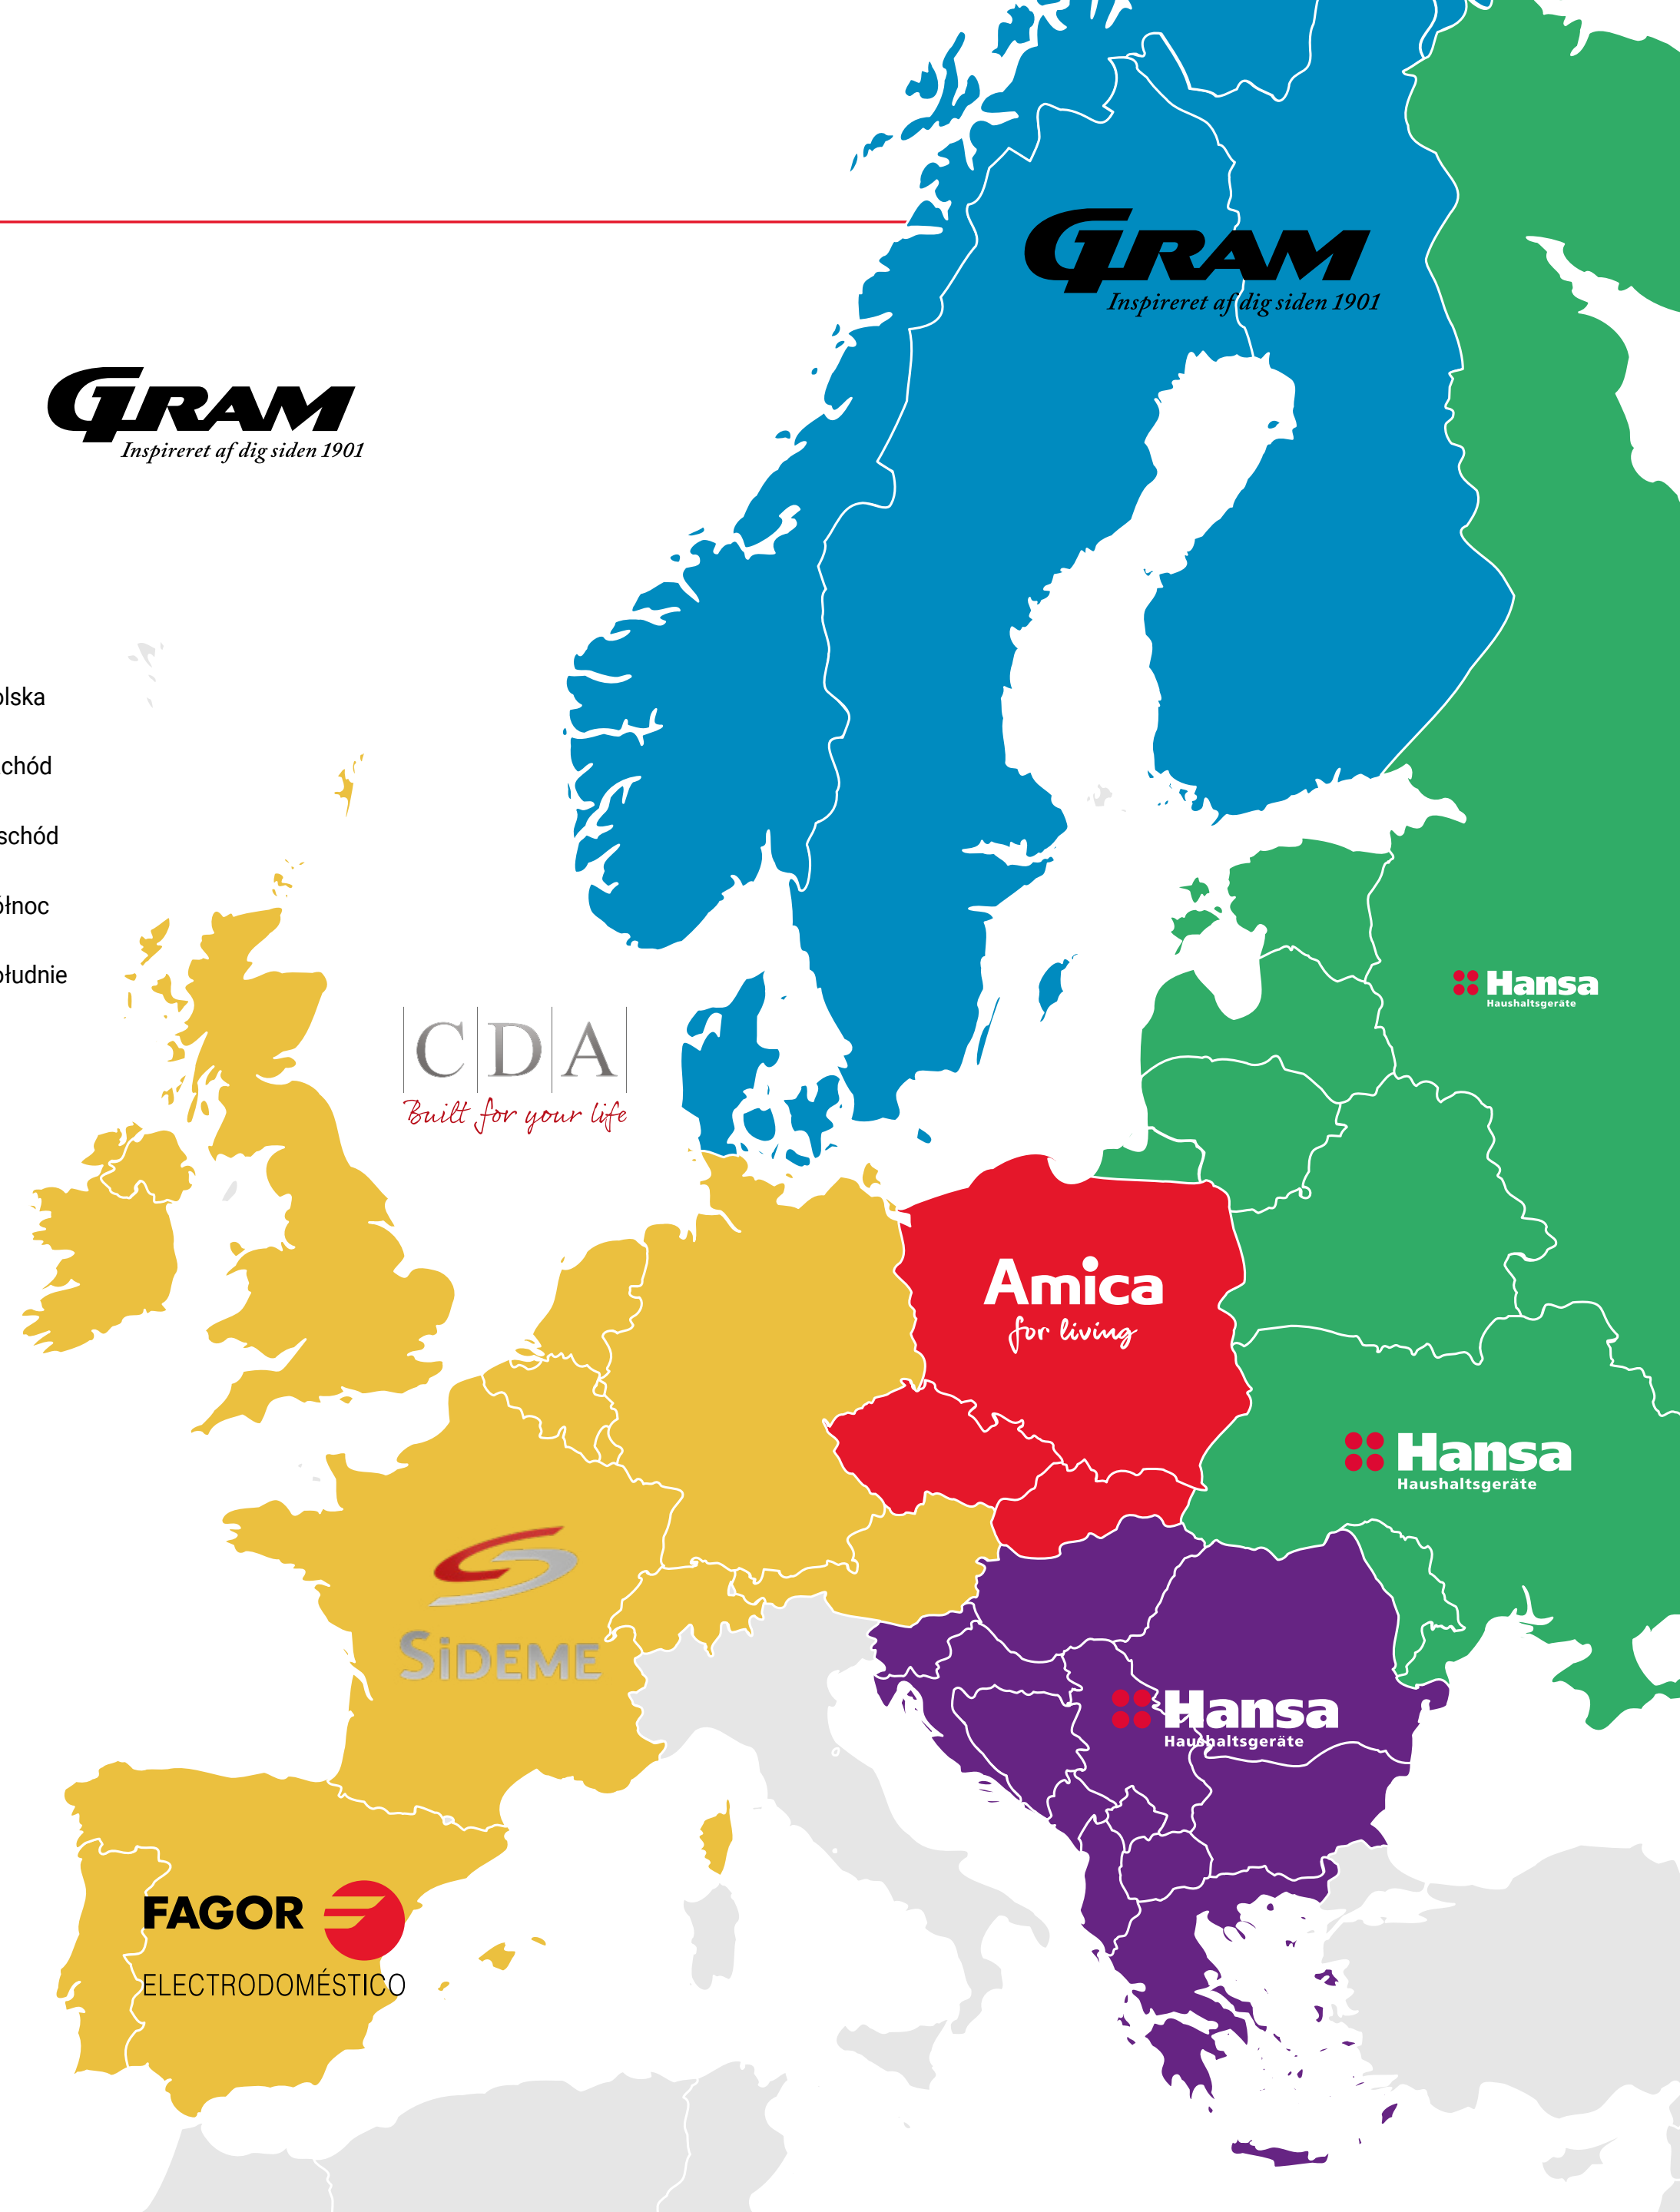 GRAM
Inspireret af dig siden 1901
GRAM
Inspireret af dig siden 1901
olska
chód
schód
ółnoc
ołudnie
Hansa
Haushaltsgeräte
CDA
Built for your life
Amica
for living
Hansa
Haushaltsgeräte
SiDEME
Hansa
Haushaltsgeräte
FAGOR
ELECTRODOMÉSTICO